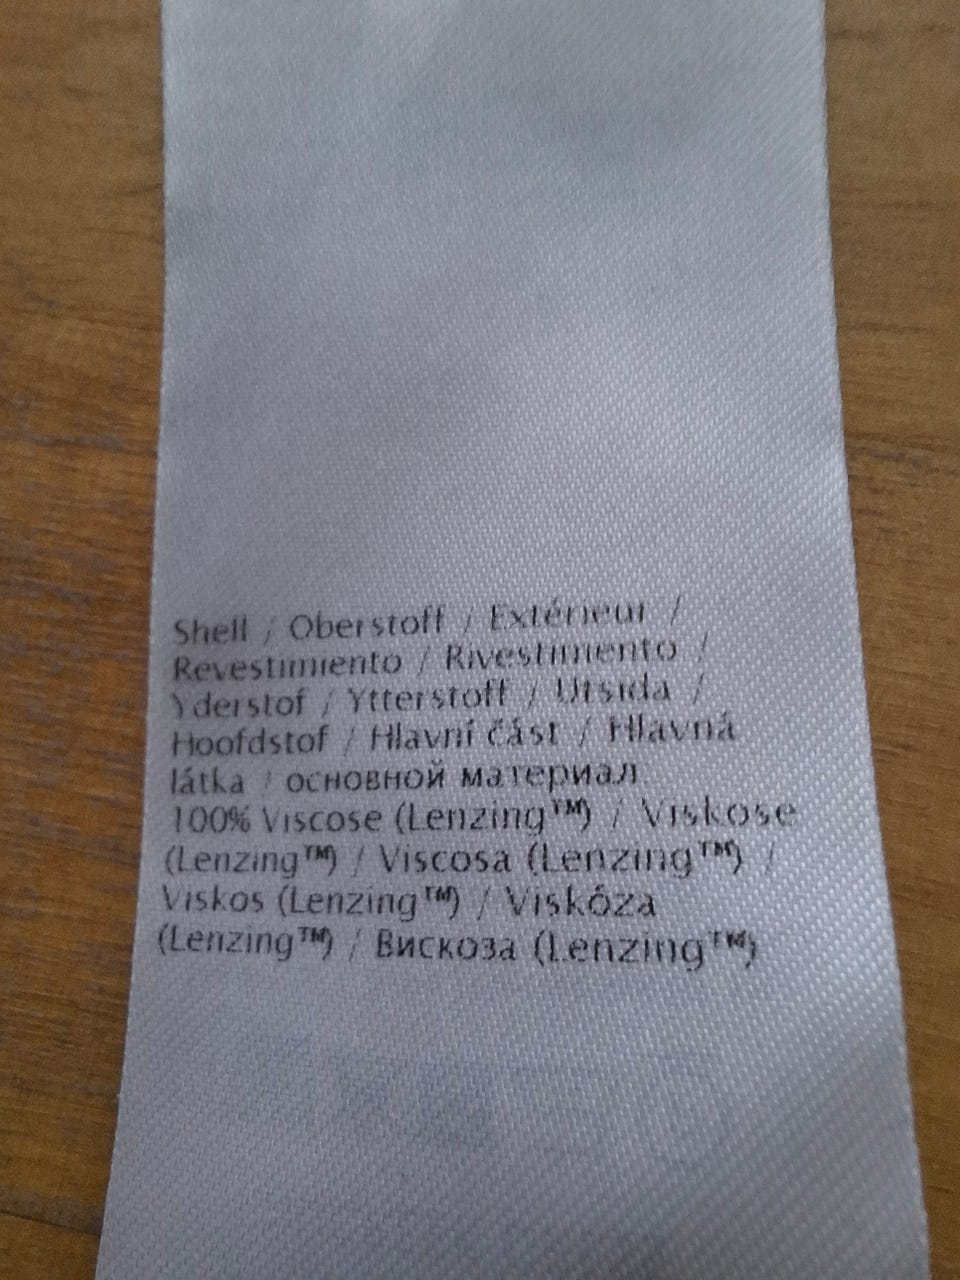 Shell / Oberstoff / Extérieur /
Revestimiento / Rivestimento /
Yderstof / Ytterstoff / Utsida /
Hoofdstof / Hlavní část / Hlavná
látka / основной материал
100% Viscose (Lenzing™) / Viskose
(Lenzing™) / Viscosa (Lenzing™) /
Viskos (Lenzing™) / Viskóza
(Lenzing™) / Вискоза (Lenzing™)